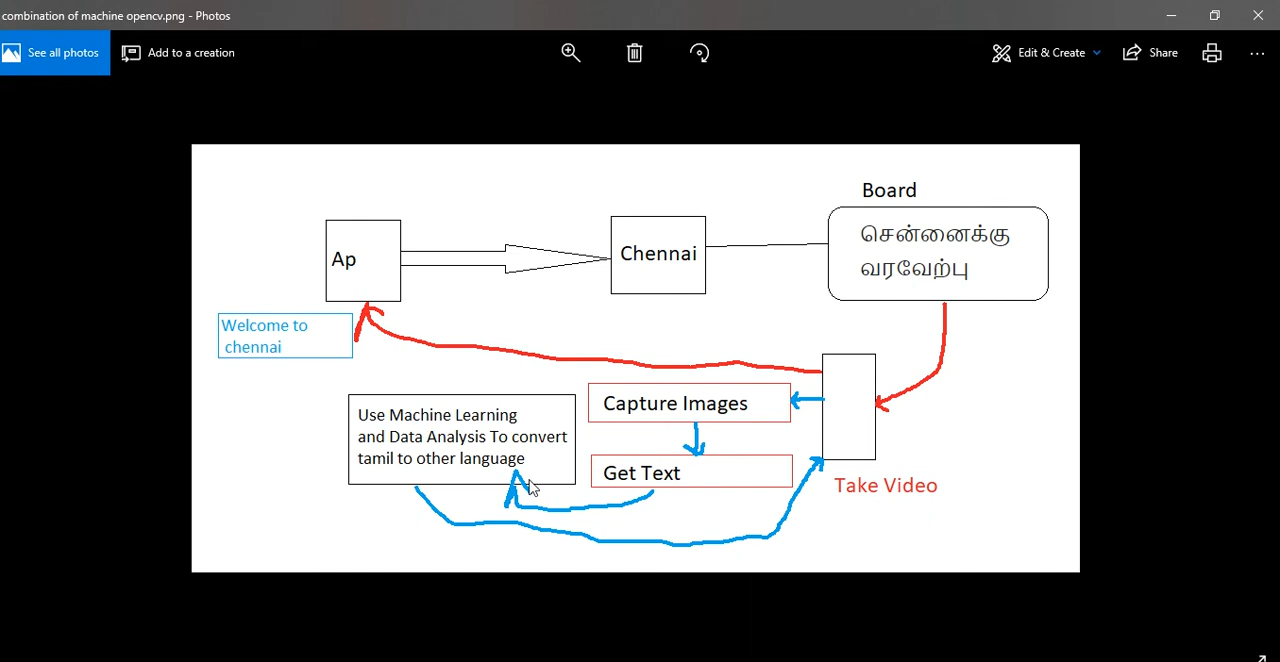 combination of machine opencv.png - Photos
See all photos
Add to a creation
Edit & Create
Share
Board
Ap
Chennai
சென்னைக்கு
வரவேற்பு
Welcome to
chennai
Capture Images
Use Machine Learning
and Data Analysis To convert
tamil to other language
Get Text
Take Video